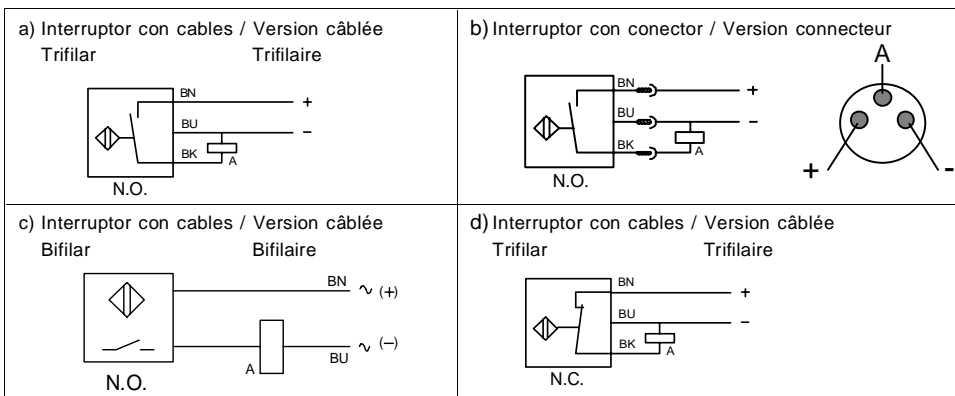 a) Interruptor con cables / Version câblée
Trifilar Trifilaire
BN
+
BU
−
BK
A
N.O.
b) Interruptor con conector / Version connecteur
A
BN
+
BU
−
BK
A
+ -
N.O.
c) Interruptor con cables / Version câblée
Bifilar Bifilaire
BN ~ (+)
A BU ~ (−)
N.O.
d) Interruptor con cables / Version câblée
Trifilar Trifilaire
BN
+
BU
−
BK
A
N.C.